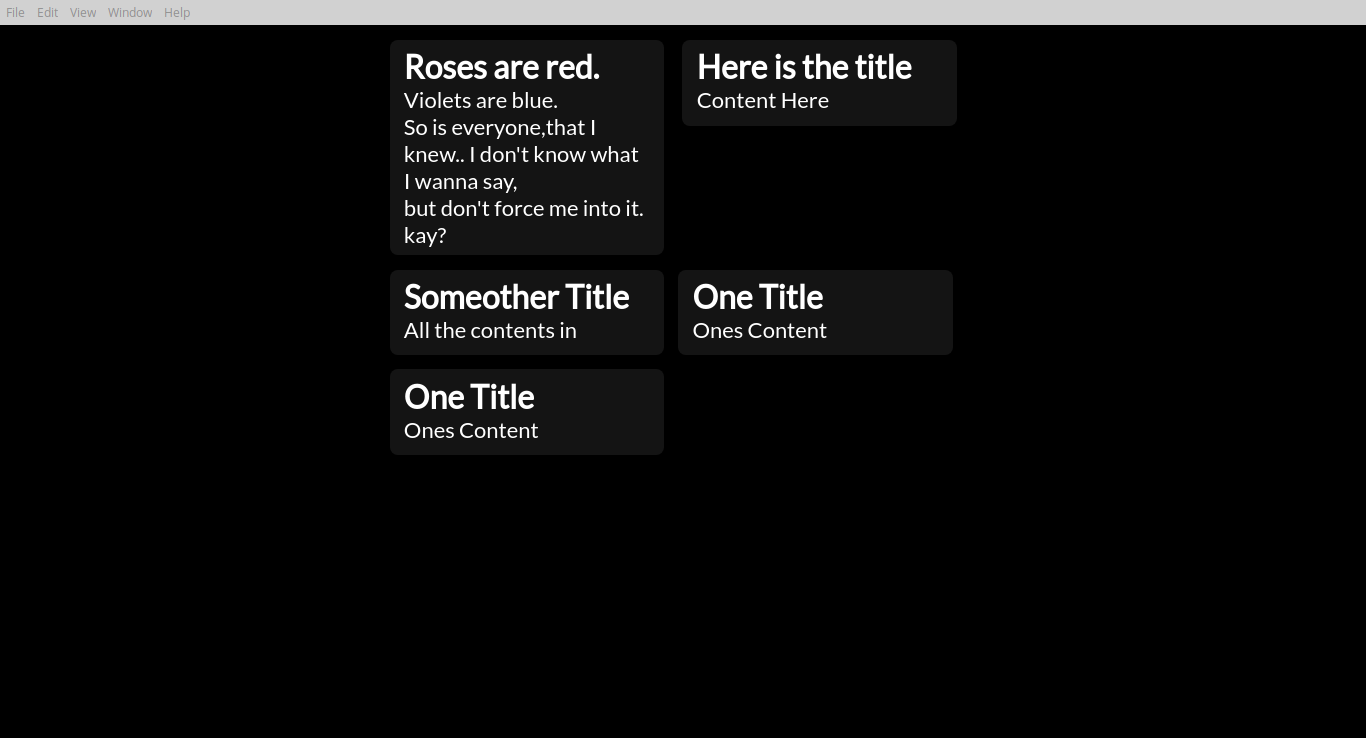 File Edit View Window Help
Roses are red.
Violets are blue.
So is everyone,that I
knew.. I don't know what
I wanna say,
but don't force me into it.
kay?
Here is the title
Content Here
Someother Title
All the contents in
One Title
Ones Content
One Title
Ones Content